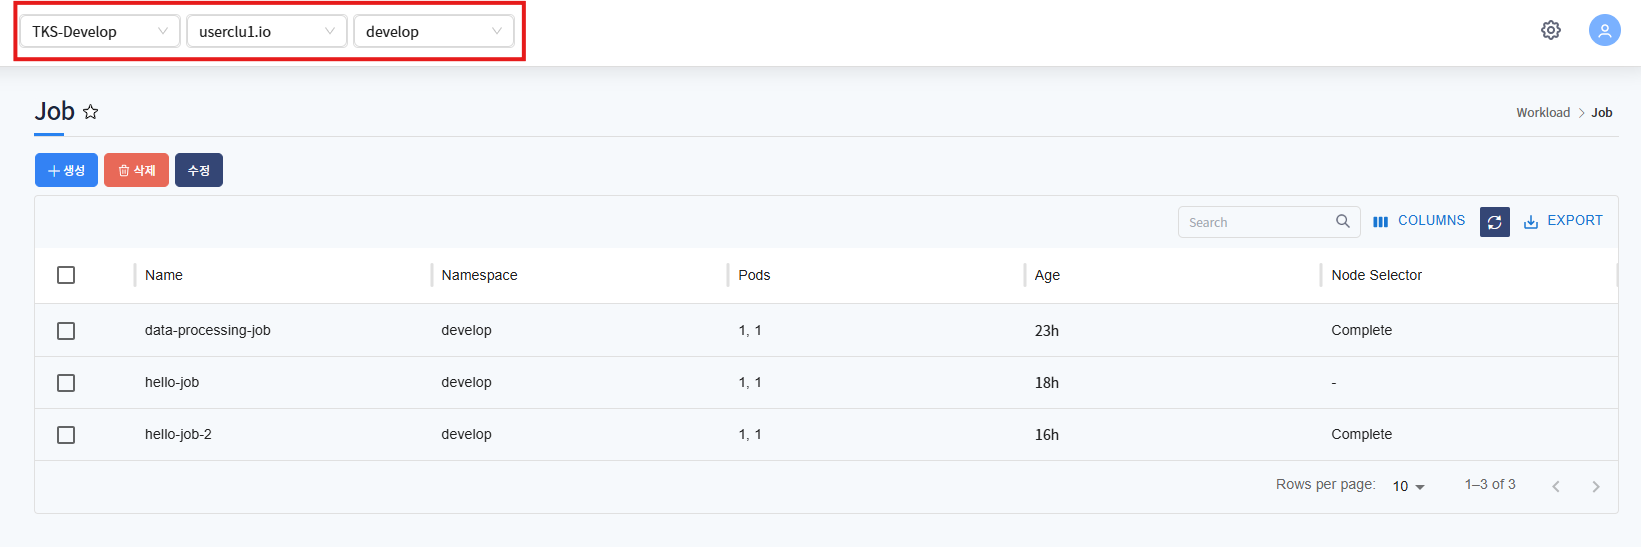 TKS-Develop userclu1.io develop
Job
Workload > Job
생성 삭제 수정
Search COLUMNS EXPORT
Name Namespace Pods Age Node Selector
data-processing-job develop 1, 1 23h Complete
hello-job develop 1, 1 18h -
hello-job-2 develop 1, 1 16h Complete
Rows per page: 10 1–3 of 3